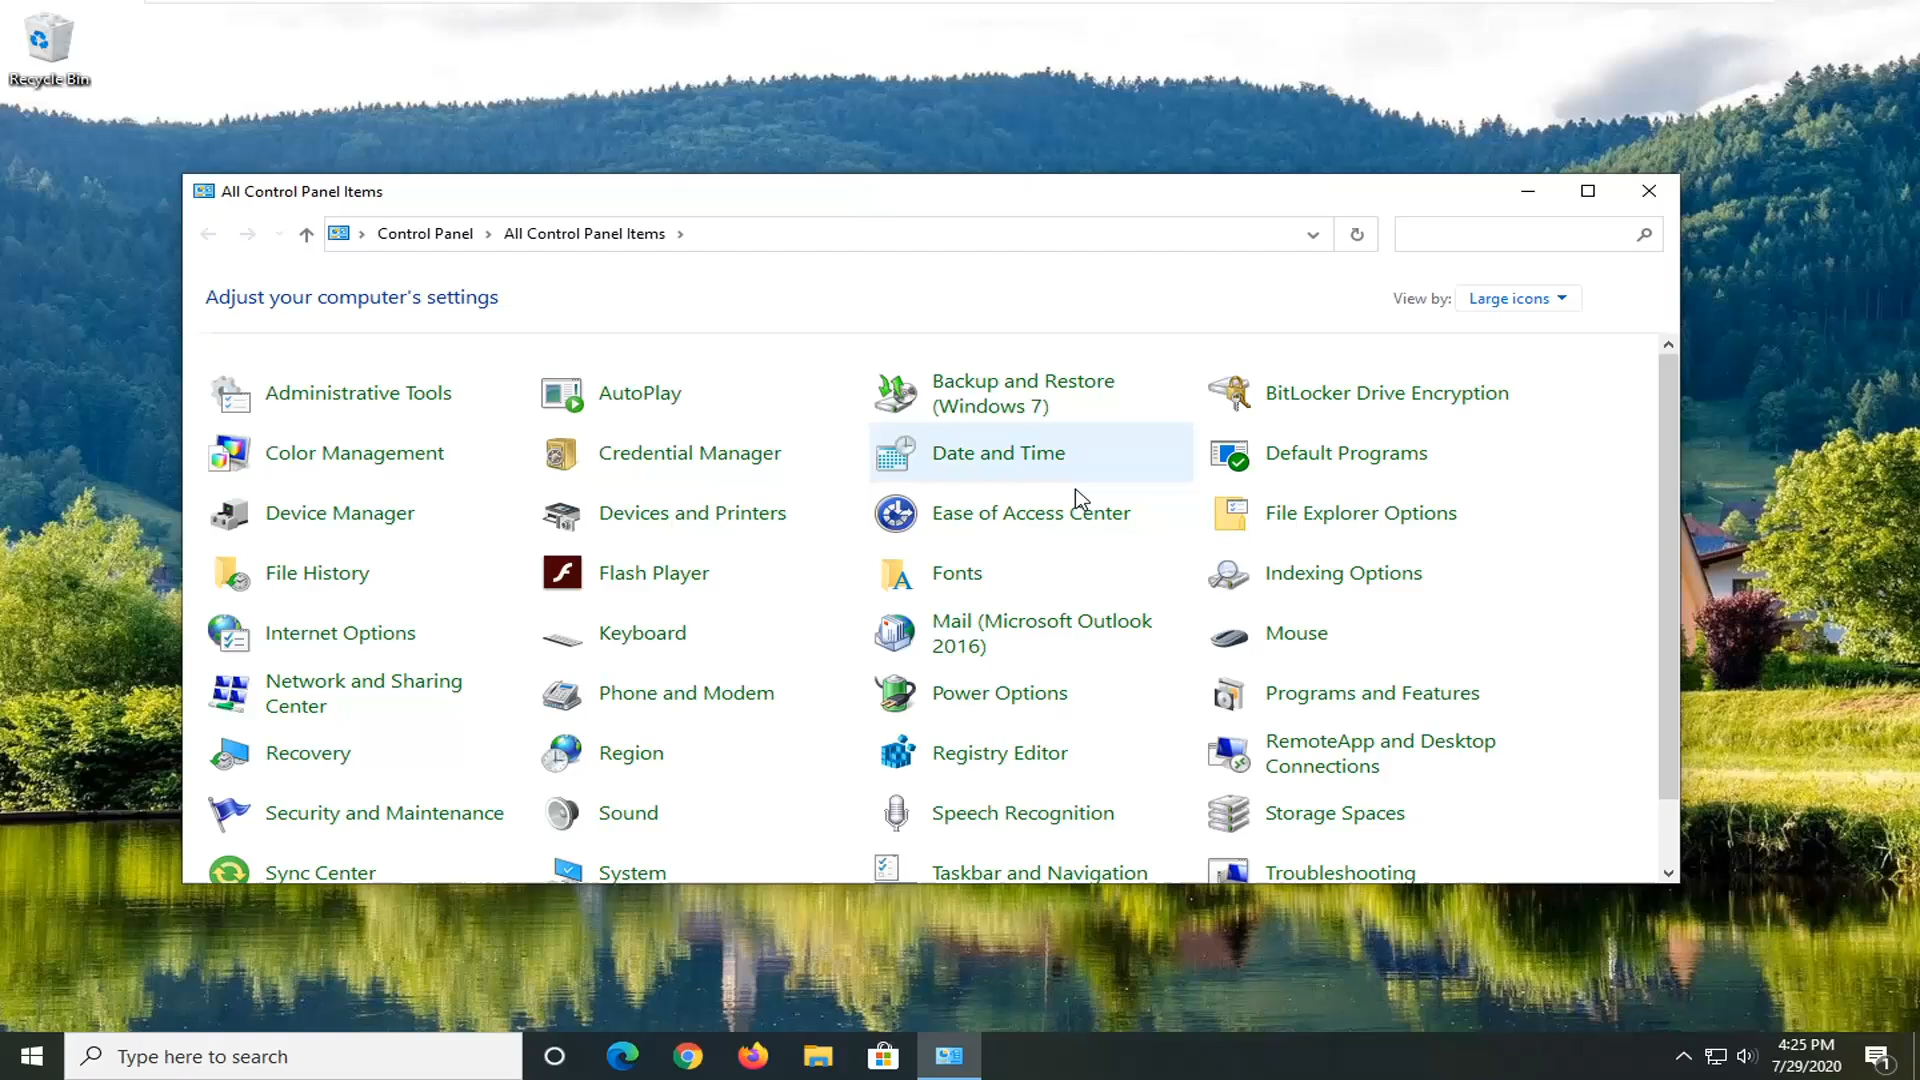 Recycle Bin
All Control Panel Items
Control Panel
All Control Panel Items
Adjust your computer's settings
View by:
Large icons
Administrative Tools
AutoPlay
Backup and Restore
(Windows 7)
BitLocker Drive Encryption
Color Management
Credential Manager
Date and Time
Default Programs
Device Manager
Devices and Printers
Ease of Access Center
File Explorer Options
File History
Flash Player
Fonts
Indexing Options
Internet Options
Keyboard
Mail (Microsoft Outlook
2016)
Mouse
Network and Sharing
Center
Phone and Modem
Power Options
Programs and Features
Recovery
Region
Registry Editor
RemoteApp and Desktop
Connections
Security and Maintenance
Sound
Speech Recognition
Storage Spaces
Sync Center
System
Taskbar and Navigation
Troubleshooting
Type here to search
4:25 PM
7/29/2020
1